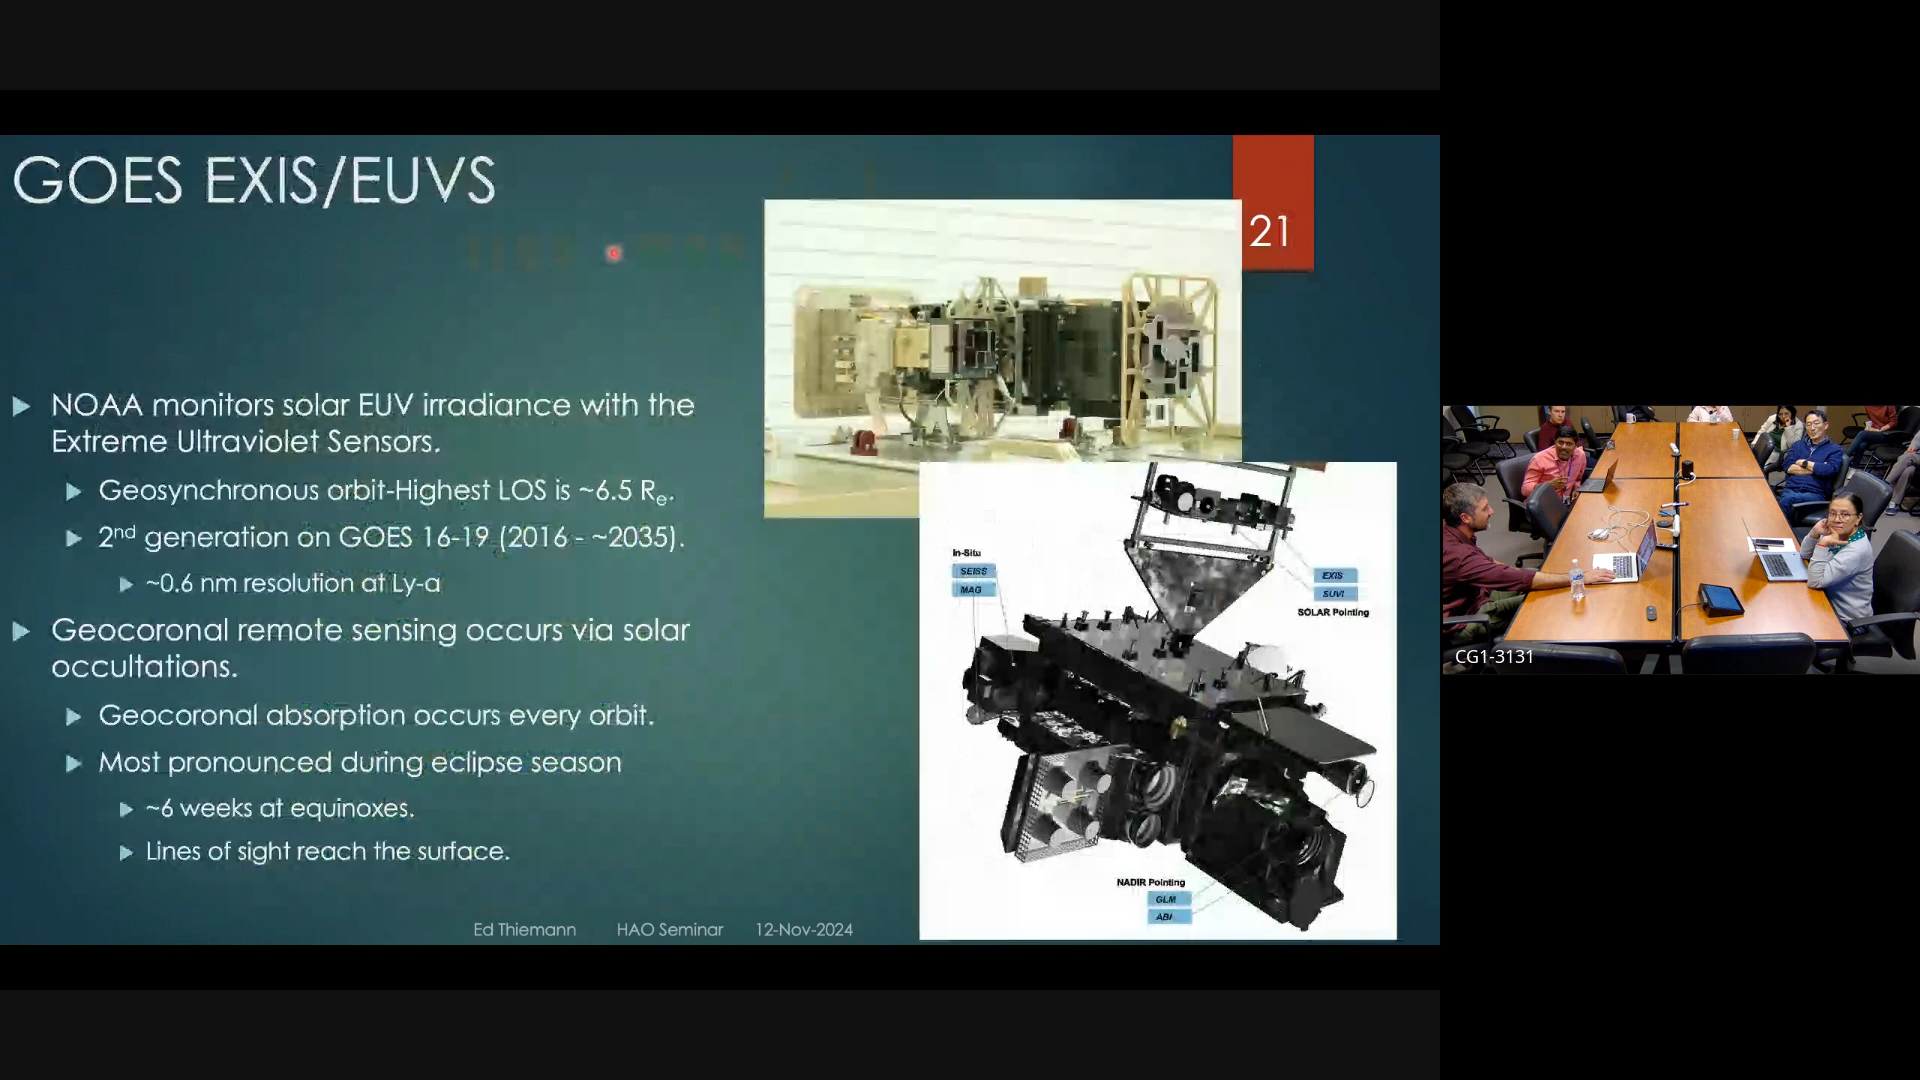 GOES EXIS/EUVS
21
NOAA monitors solar EUV irradiance with the
Extreme Ultraviolet Sensors.
Geosynchronous orbit-Highest LOS is ~6.5 Re.
2nd generation on GOES 16-19 (2016 - ~2035).
~0.6 nm resolution at Ly-a
Geocoronal remote sensing occurs via solar
occultations.
Geocoronal absorption occurs every orbit.
Most pronounced during eclipse season
~6 weeks at equinoxes.
Lines of sight reach the surface.
In-Situ
SEISS
MAG
EXIS
SUVI
SOLAR Pointing
NADIR Pointing
GLM
ABI
Ed Thiemann HAO Seminar 12-Nov-2024
CG1-3131